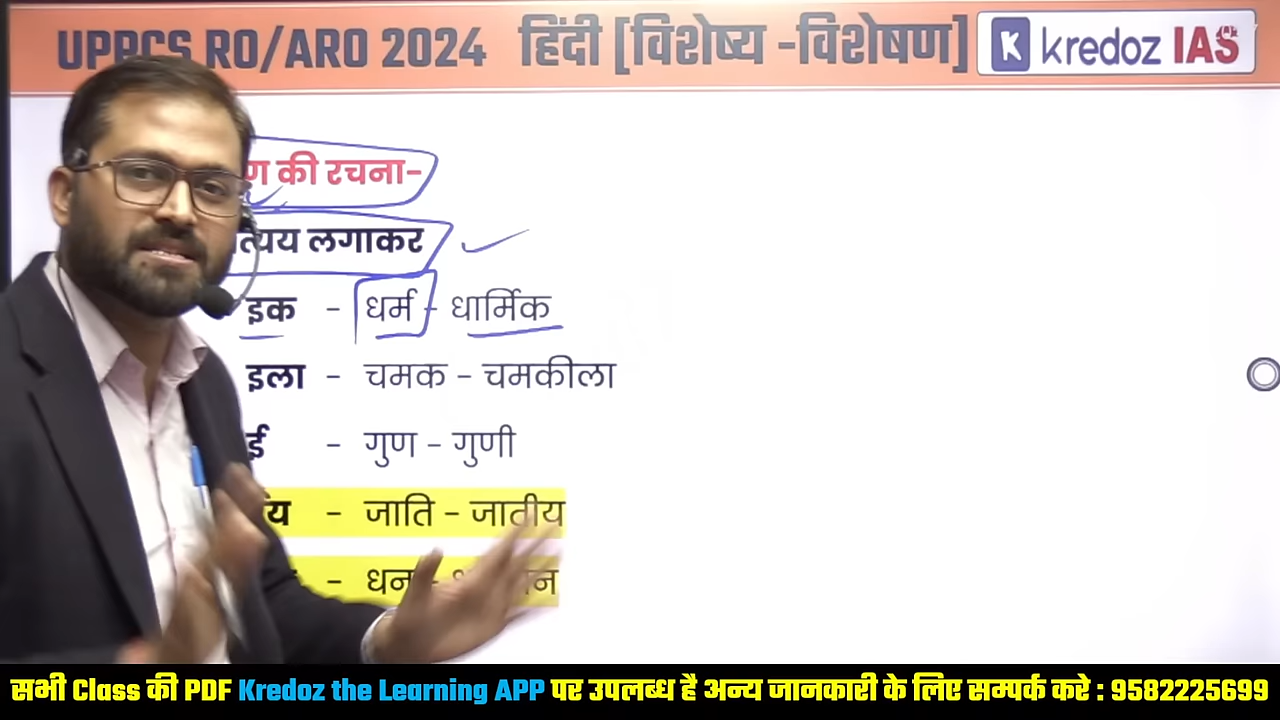 UPPCS RO/ARO 2024 हिंदी [विशेष्य -विशेषण] kredoz IAS
की रचना-
लगाकर
इक - धर्म - धार्मिक
इला - चमक - चमकीला
ई - गुण - गुणी
- जाति - जातीय
- धन -
सभी Class की PDF Kredoz the Learning APP पर उपलब्ध है अन्य जानकारी के लिए सम्पर्क करे : 9582225699